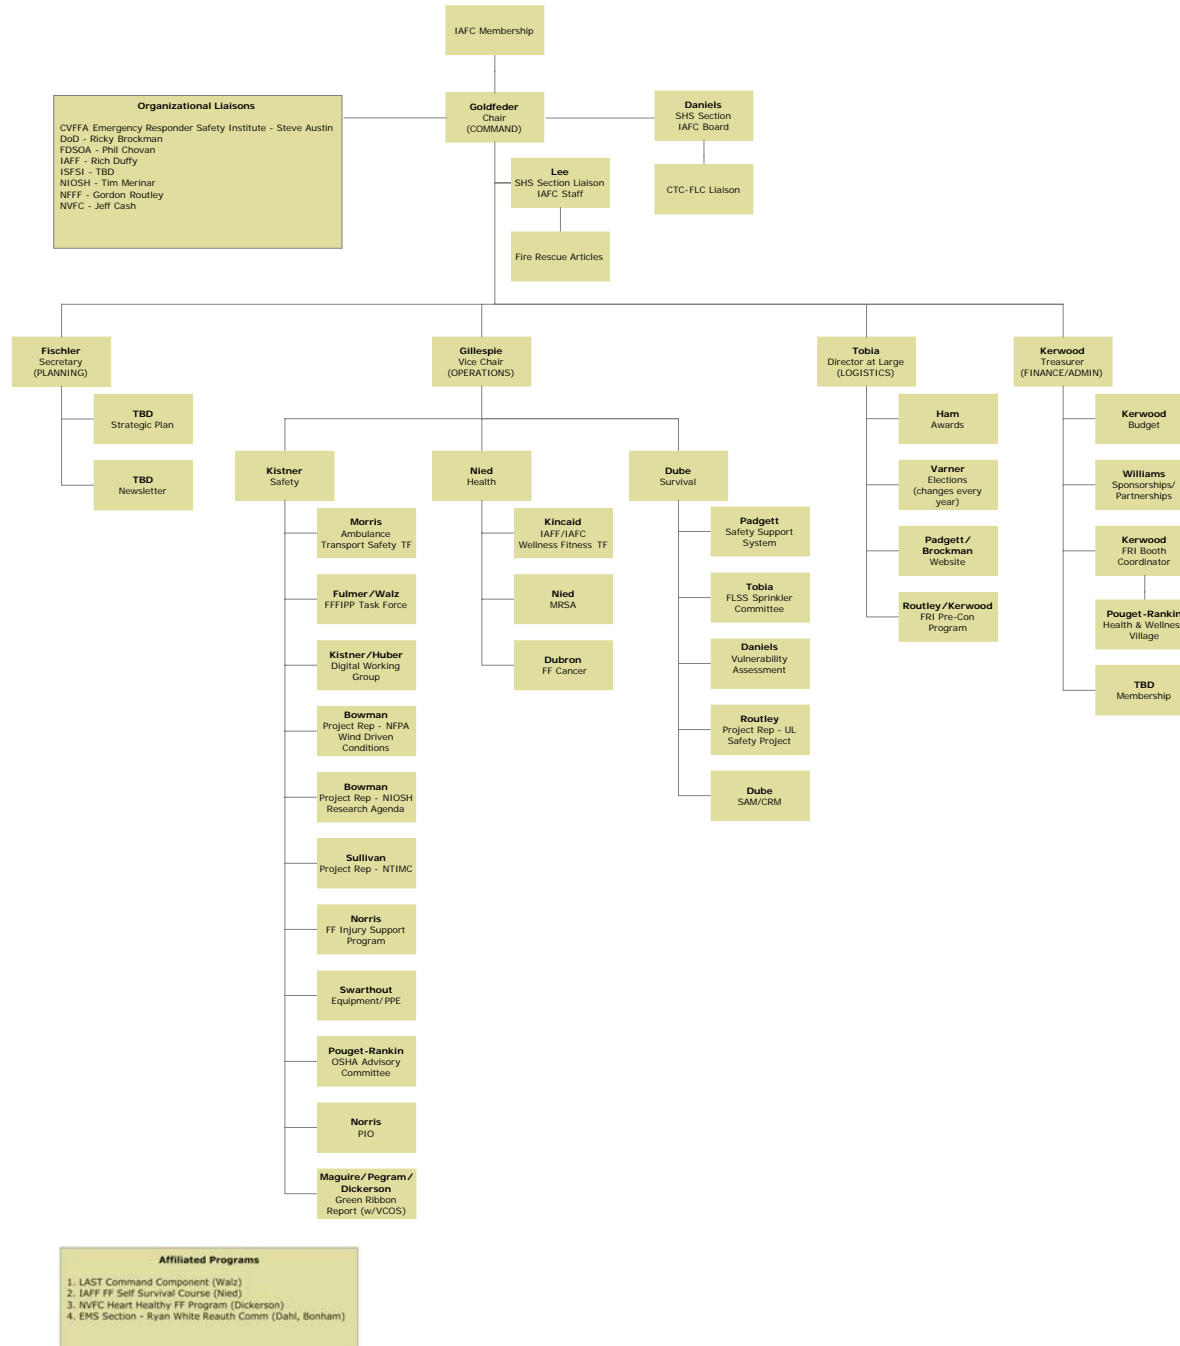 IAFC Membership
Organizational Liaisons
CVFFA Emergency Responder Safety Institute - Steve Austin
DoD - Ricky Brockman
FDSOA - Phil Chovan
IAFF - Rich Duffy
ISFSI - TBD
NIOSH - Tim Merinar
NFFF - Gordon Routley
NVFC - Jeff Cash
Goldfeder
Chair
(COMMAND)
Daniels
SHS Section
IAFC Board
CTC-FLC Liaison
Lee
SHS Section Liaison
IAFC Staff
Fire Rescue Articles
Fischler
Secretary
(PLANNING)
TBD
Strategic Plan
TBD
Newsletter
Gillespie
Vice Chair
(OPERATIONS)
Kistner
Safety
Morris
Ambulance
Transport Safety TF
Fulmer/Walz
FFFIPP Task Force
Kistner/Huber
Digital Working
Group
Bowman
Project Rep - NFPA
Wind Driven
Conditions
Bowman
Project Rep - NIOSH
Research Agenda
Sullivan
Project Rep - NTIMC
Norris
FF Injury Support
Program
Swarthout
Equipment/PPE
Pouget-Rankin
OSHA Advisory
Committee
Norris
PIO
Maguire/Pegram/
Dickerson
Green Ribbon
Report (w/VCOS)
Nied
Health
Kincaid
IAFF/IAFC
Wellness Fitness TF
Nied
MRSA
Dubron
FF Cancer
Dube
Survival
Padgett
Safety Support
System
Tobia
FLSS Sprinkler
Committee
Daniels
Vulnerability
Assessment
Routley
Project Rep - UL
Safety Project
Dube
SAM/CRM
Tobia
Director at Large
(LOGISTICS)
Ham
Awards
Varner
Elections
(changes every
year)
Padgett/
Brockman
Website
Routley/Kerwood
FRI Pre-Con
Program
Kerwood
Treasurer
(FINANCE/ADMIN)
Kerwood
Budget
Williams
Sponsorships/
Partnerships
Kerwood
FRI Booth
Coordinator
Pouget-Rankin
Health & Wellness
Village
TBD
Membership
Affiliated Programs
1. LAST Command Component (Walz)
2. IAFF FF Self Survival Course (Nied)
3. NVFC Heart Healthy FF Program (Dickerson)
4. EMS Section - Ryan White Reauth Comm (Dahl, Bonham)